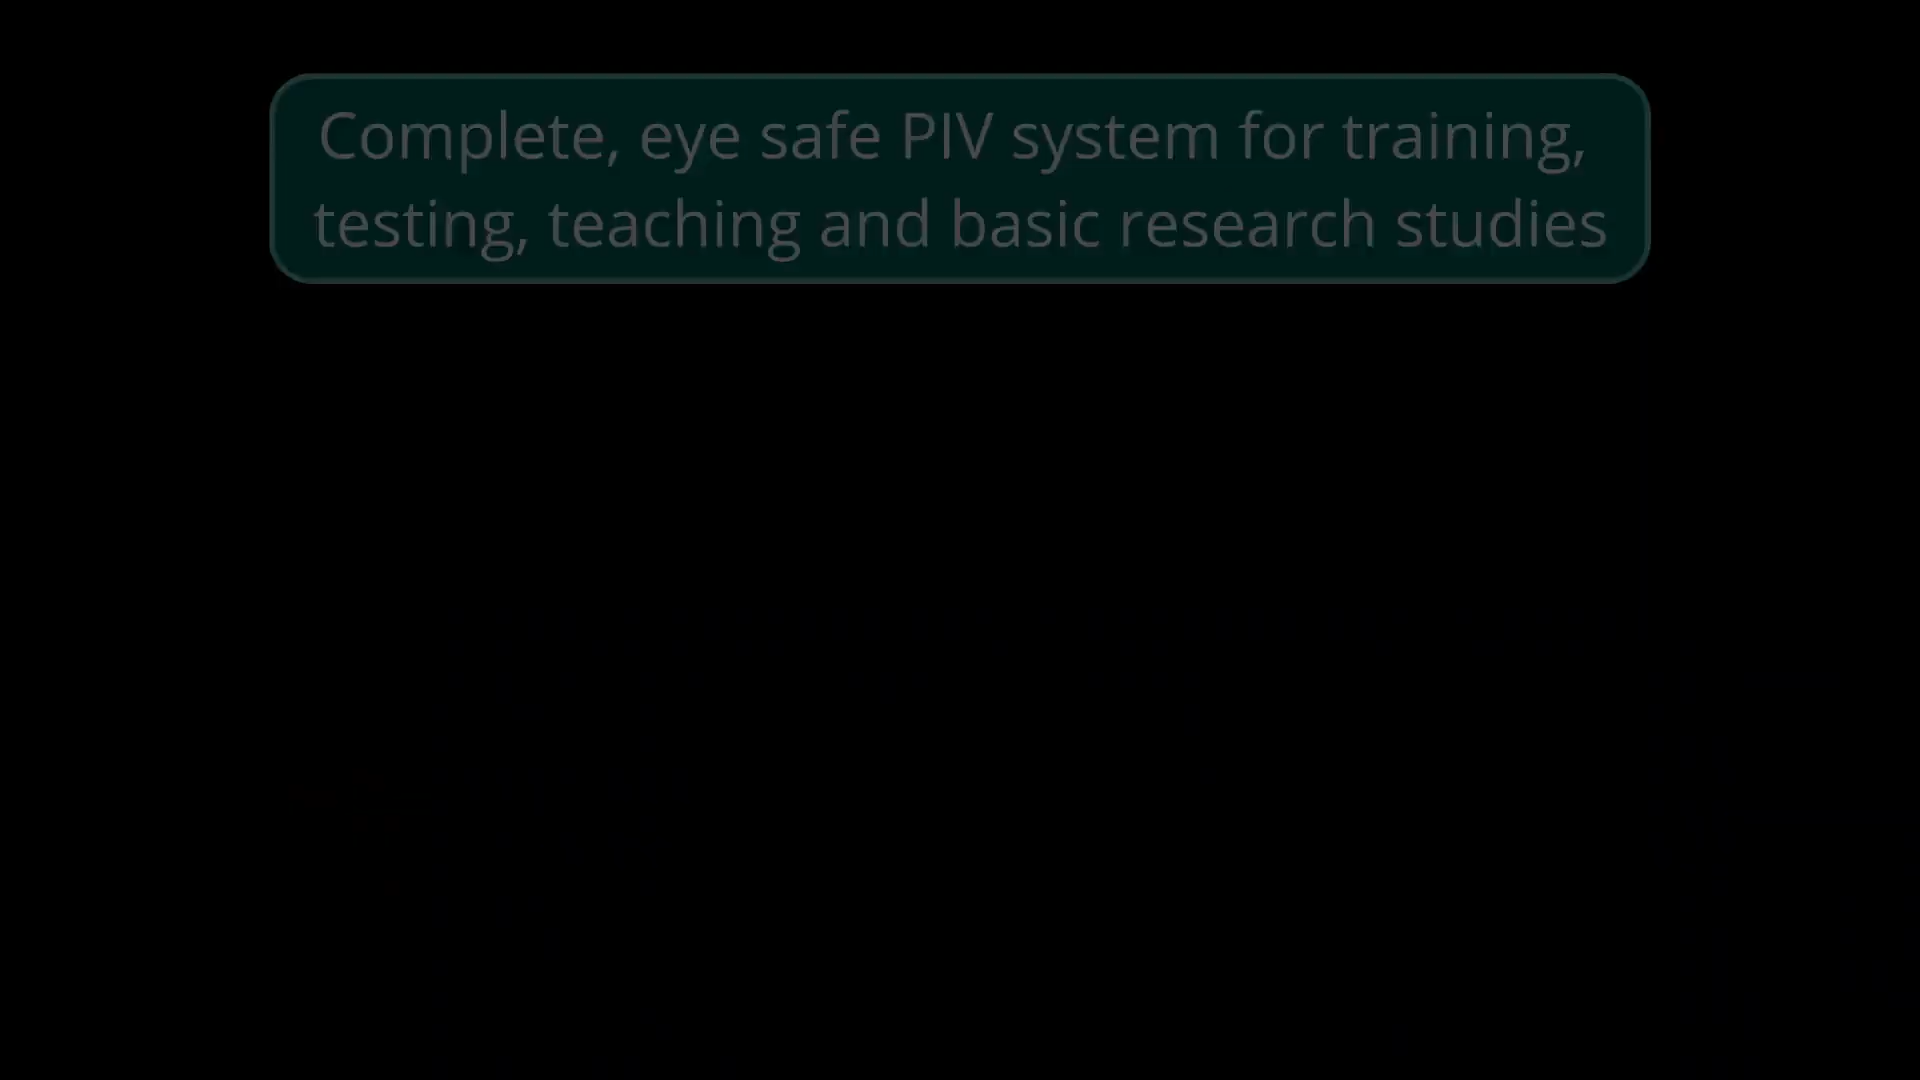 Complete, eye safe PIV system for training,
testing, teaching and basic research studies